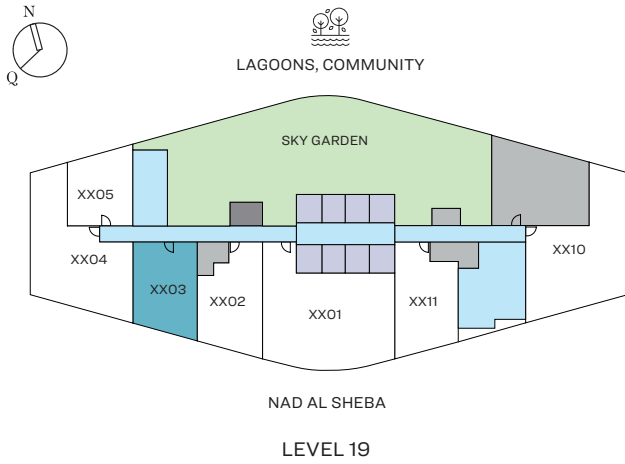 N
Q
LAGOONS, COMMUNITY
SKY GARDEN
XX05
XX04
XX03
XX02
XX01
XX11
XX10
NAD AL SHEBA
LEVEL 19